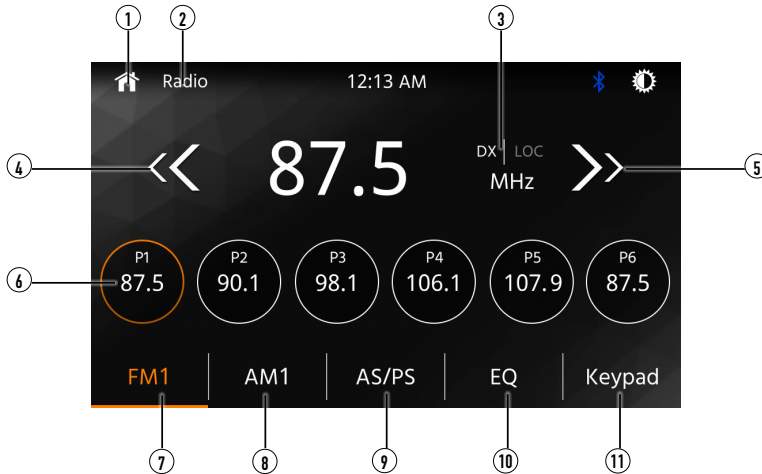 1 2 3
Radio 12:13 AM
DX LOC
4 87.5 5
MHz
P1 P2 P3 P4 P5 P6
6 87.5 90.1 98.1 106.1 107.9 87.5
FM1 AM1 AS/PS EQ Keypad
7 8 9 10 11